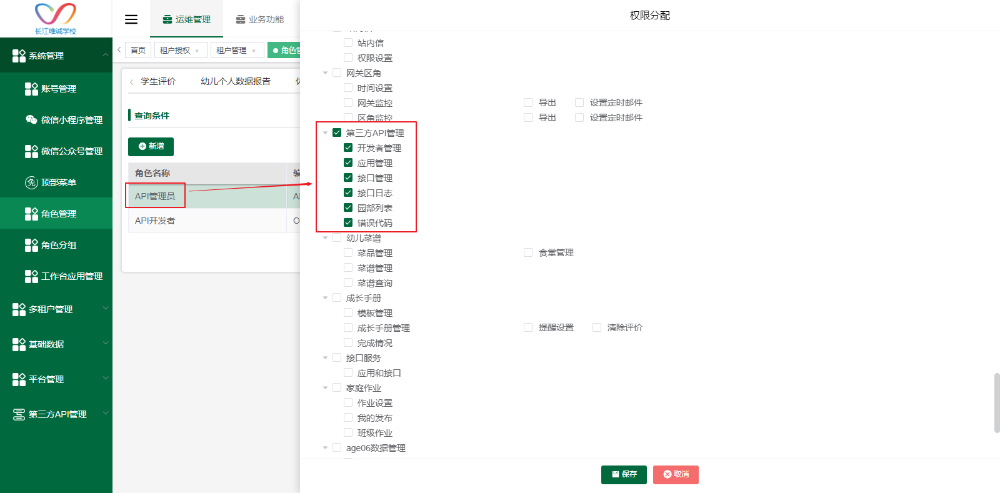 长江唯诚学校
系统管理
账号管理
微信小程序管理
微信公众号管理
顶部菜单
角色管理
角色分组
工作台应用管理
多租户管理
基础数据
平台管理
第三方API管理
运维管理
业务功能
首页
租户授权 ×
租户管理 ×
学生评价
幼儿个人数据报告
查询条件
新增
角色名称
编
API管理员
API开发者
权限分配
站内信
权限设置
网关区角
时间设置
网关监控 导出 设置定时邮件
区角监控 导出 设置定时邮件
第三方API管理
开发者管理
应用管理
接口管理
接口日志
园部列表
错误代码
幼儿菜谱
菜品管理 食堂管理
菜谱管理
菜谱查询
成长手册
模板管理
成长手册管理 提醒设置 清除评价
完成情况
接口服务
应用和接口
家庭作业
作业设置
我的发布
班级作业
age06数据管理
保存
取消